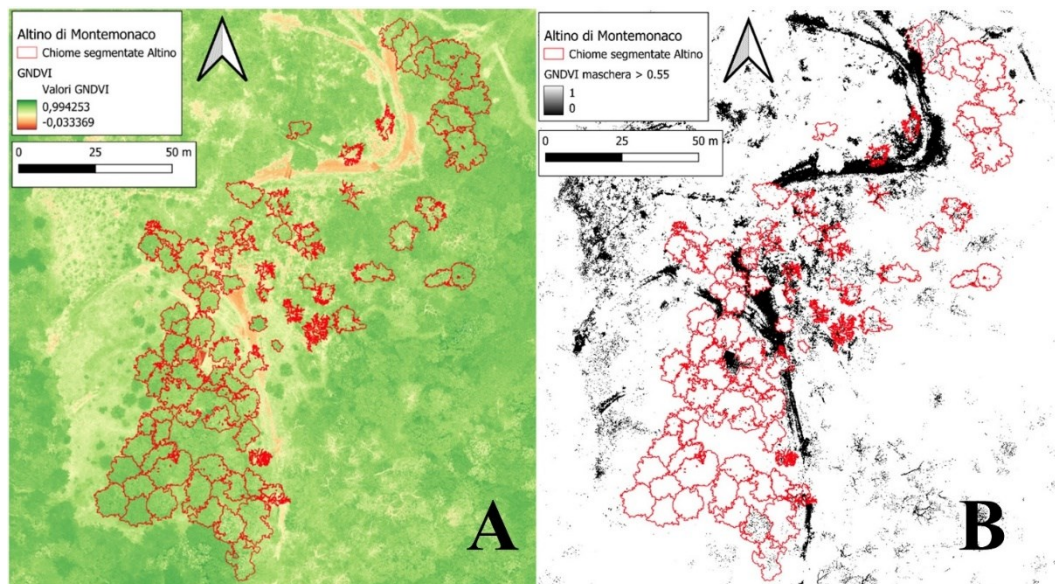 Altino di Montemonaco
Chiome segmentate Altino
GNDVI
Valori GNDVI
0,994253
-0,033369
0 25 50 m
A
Altino di Montemonaco
Chiome segmentate Altino
GNDVI maschera > 0.55
1
0
0 25 50 m
B